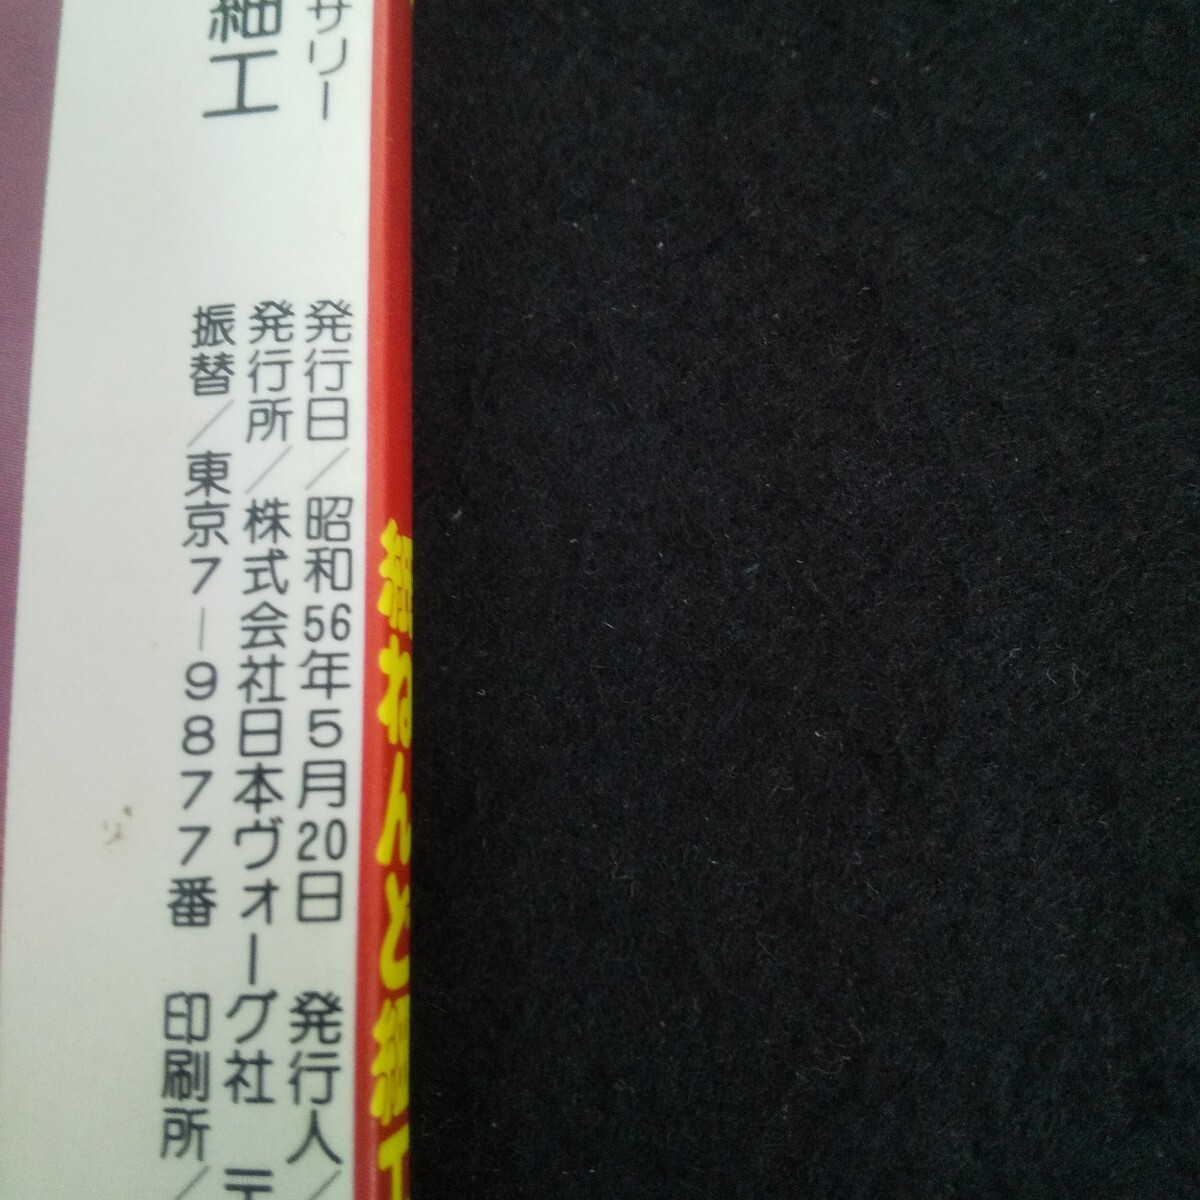 サリー
細工
発行日／昭和56年5月20日 発行人／
発行所／株式会社日本ヴォーグ社 〒
振替／東京7－9877番 印刷所／
紙ねんど細工